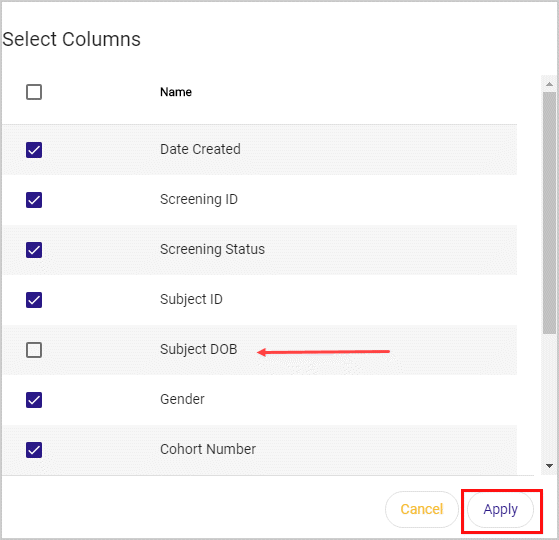 Select Columns
Name
Date Created
Screening ID
Screening Status
Subject ID
Subject DOB
Gender
Cohort Number
Cancel Apply